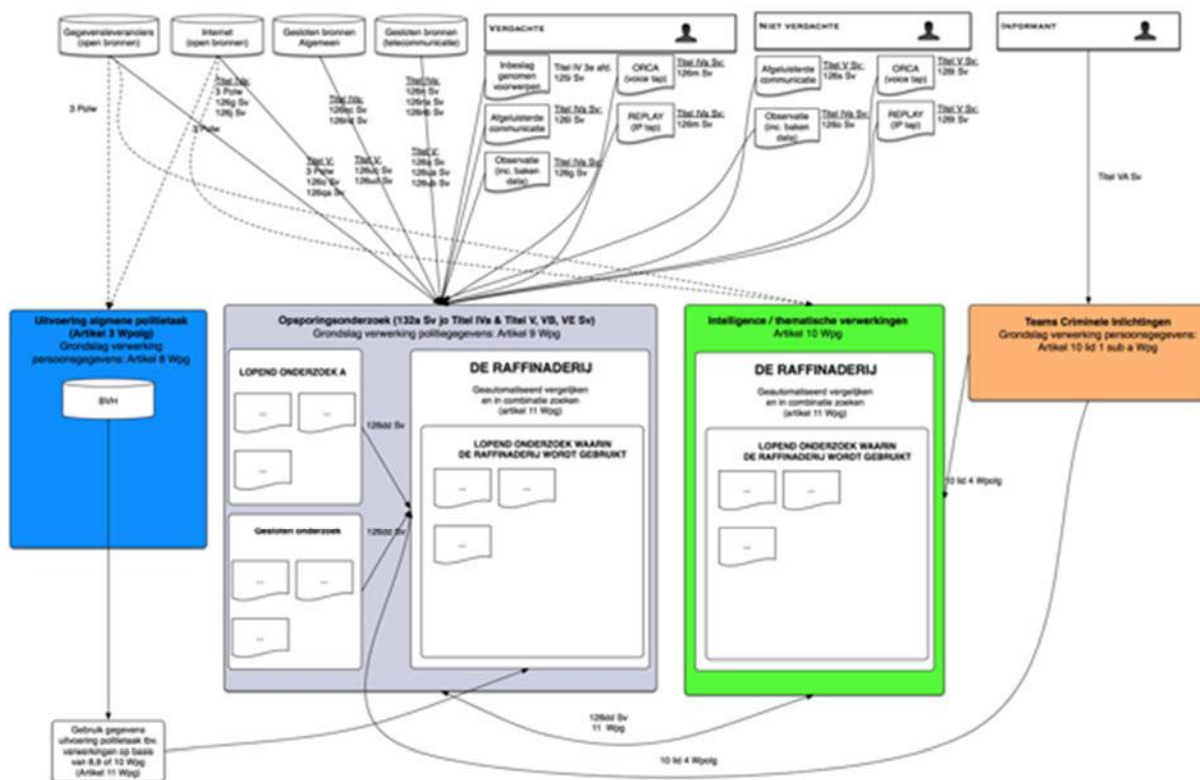 Gegevensleveranciers
(open bronnen)
Internet
(open bronnen)
Gesloten bronnen
Algemeen
Gesloten bronnen
(telecommunicatie)
VERDACHTE
NIET VERDACHTE
INFORMANT
3 Polw
Titel IVa:
3 Polw
126g Sv
126j Sv
3 Polw
Titel V:
3 Polw
126o Sv
126qa Sv
Titel IVa:
126nc Sv
126nd Sv
Titel V:
126uc Sv
126ud Sv
Titel IVa:
126n Sv
126na Sv
126nb Sv
Titel V:
126u Sv
126ua Sv
126ub Sv
Inbeslag
genomen
voorwerpen
Titel IV 3e afd.
125i Sv
Afgeluisterde
communicatie
Titel IVa Sv:
126l Sv
Observatie
(inc. baken
data)
Titel IVa Sv:
126g Sv
ORCA
(voice tap)
Titel IVa Sv:
126m Sv
REPLAY
(IP tap)
Titel IVa Sv:
126m Sv
Afgeluisterde
communicatie
Titel V Sv:
126s Sv
Observatie
(inc. baken
data)
Titel IVa Sv:
126o Sv
ORCA
(voice tap)
Titel V Sv:
126t Sv
REPLAY
(IP tap)
Titel V Sv:
126t Sv
Titel VA Sv
Uitvoering algmene politietaak
(Artikel 3 Wpolg)
Grondslag verwerking
persoonsgegevens: Artikel 8 Wpg
BVH
Opsporingsonderzoek (132a Sv jo Titel IVa & Titel V, VB, VE Sv)
Grondslag verwerking politiegegevens: Artikel 9 Wpg
LOPEND ONDERZOEK A
...
...
...
126dd Sv
Gesloten onderzoek
...
...
...
126dd Sv
DE RAFFINADERIJ
Geautomatiseerd vergelijken
en in combinatie zoeken
(artikel 11 Wpg)
LOPEND ONDERZOEK WAARIN
DE RAFFINADERIJ WORDT GEBRUIKT
...
...
...
Intelligence / thematische verwerkingen
Artikel 10 Wpg
DE RAFFINADERIJ
Geautomatiseerd vergelijken
en in combinatie zoeken
(artikel 11 Wpg)
LOPEND ONDERZOEK WAARIN
DE RAFFINADERIJ WORDT GEBRUIKT
...
...
...
Teams Criminele Inlichtingen
Grondslag verwerking persoonsgegevens:
Artikel 10 lid 1 sub a Wpg
10 lid 4 Wpolg
Gebruik gegevens
uitvoering politietaak tbv.
verwerkingen op basis
van 8,9 of 10 Wpg
(Artikel 11 Wpg)
126dd Sv
11 Wpg
10 lid 4 Wpolg